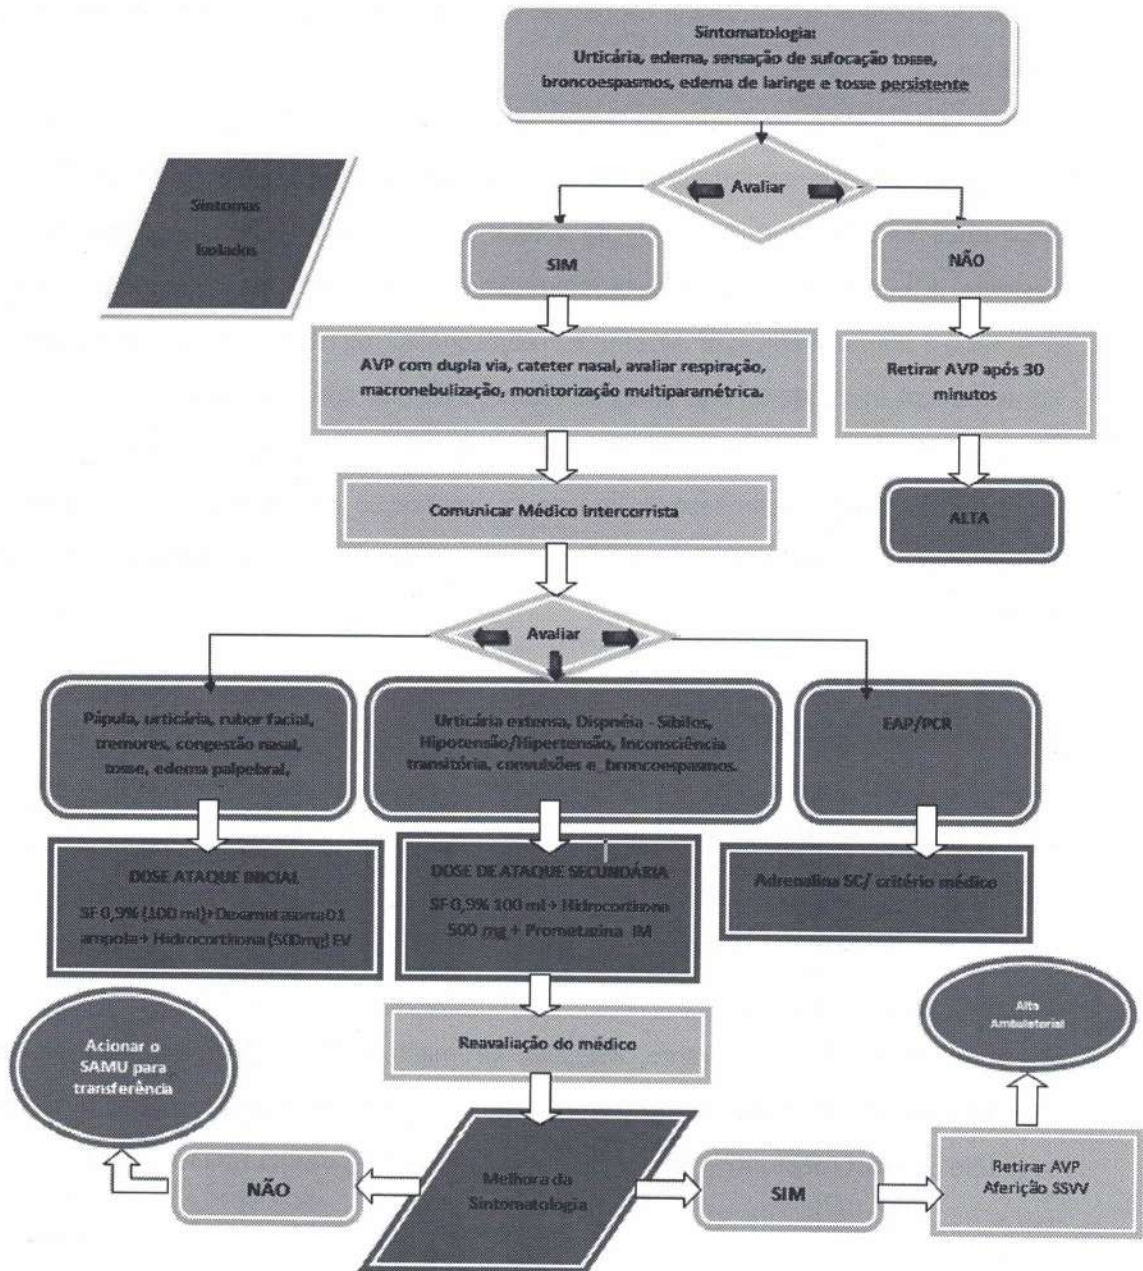 Sintomatologia:
Urticária, edema, sensação de sufocação tosse,
broncoespasmos, edema de laringe e tosse persistente
Avaliar
Sintomas
Isolados
SIM
NÃO
AVP com dupla via, cateter nasal, avaliar respiração,
macronebulização, monitorização multiparamétrica.
Retirar AVP após 30
minutos
Comunicar Médico Intercorrista
ALTA
Avaliar
Pápula, urticária, rubor facial,
tremores, congestão nasal,
tosse, edema palpebral,
Urticária extensa, Dispnéia - Sibilos,
Hipotensão/Hipertensão, Inconsciência
transitória, convulsões e broncoespasmos.
EAP/PCR
DOSE ATAQUE INICIAL
SF 0,9% (100 ml)+Dexametasona 01
ampola + Hidrocortisona (500mg) EV
DOSE DE ATAQUE SECUNDÁRIA
SF 0,9% 100 ml + Hidrocortisona
500 mg + Prometazina IM
Adrenalina SC/ critério médico
Reavaliação do médico
Alta
Ambulatorial
Acionar o
SAMU para
transferência
NÃO
Melhora da
Sintomatologia
SIM
Retirar AVP
Aferição SSVV